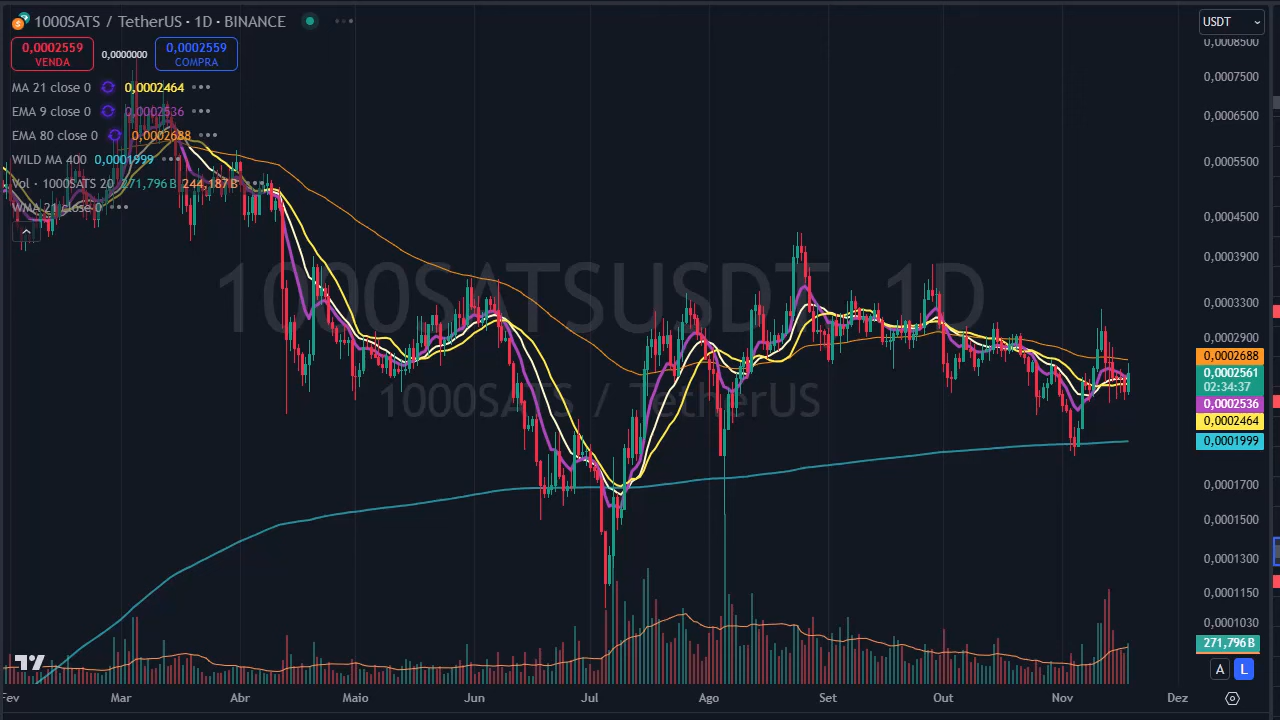 1000SATS / TetherUS · 1D · BINANCE
0,0002559
VENDA
0,0000000
0,0002559
COMPRA
MA 21 close 0 0,0002464
EMA 9 close 0 0,0002536
EMA 80 close 0 0,0002688
WILD MA 400 0,0001999
Vol · 1000SATS 20 271,796 B 244,187 B
WMA 21 close 0
1000SATSUSDT, 1D
1000SATS / TetherUS
USDT
0,0008500
0,0007500
0,0006500
0,0005500
0,0004500
0,0003900
0,0003300
0,0002900
0,0002688
0,0002561
02:34:37
0,0002536
0,0002464
0,0001999
0,0001700
0,0001500
0,0001300
0,0001150
0,0001030
271,796 B
A L
Fev Mar Abr Maio Jun Jul Ago Set Out Nov Dez